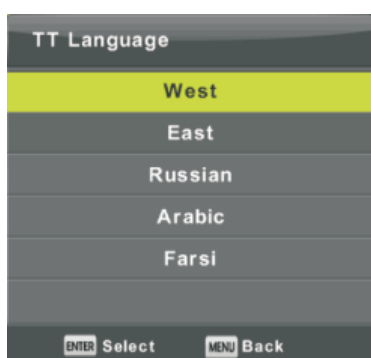 TT Language
West
East
Russian
Arabic
Farsi
ENTER Select MENU Back